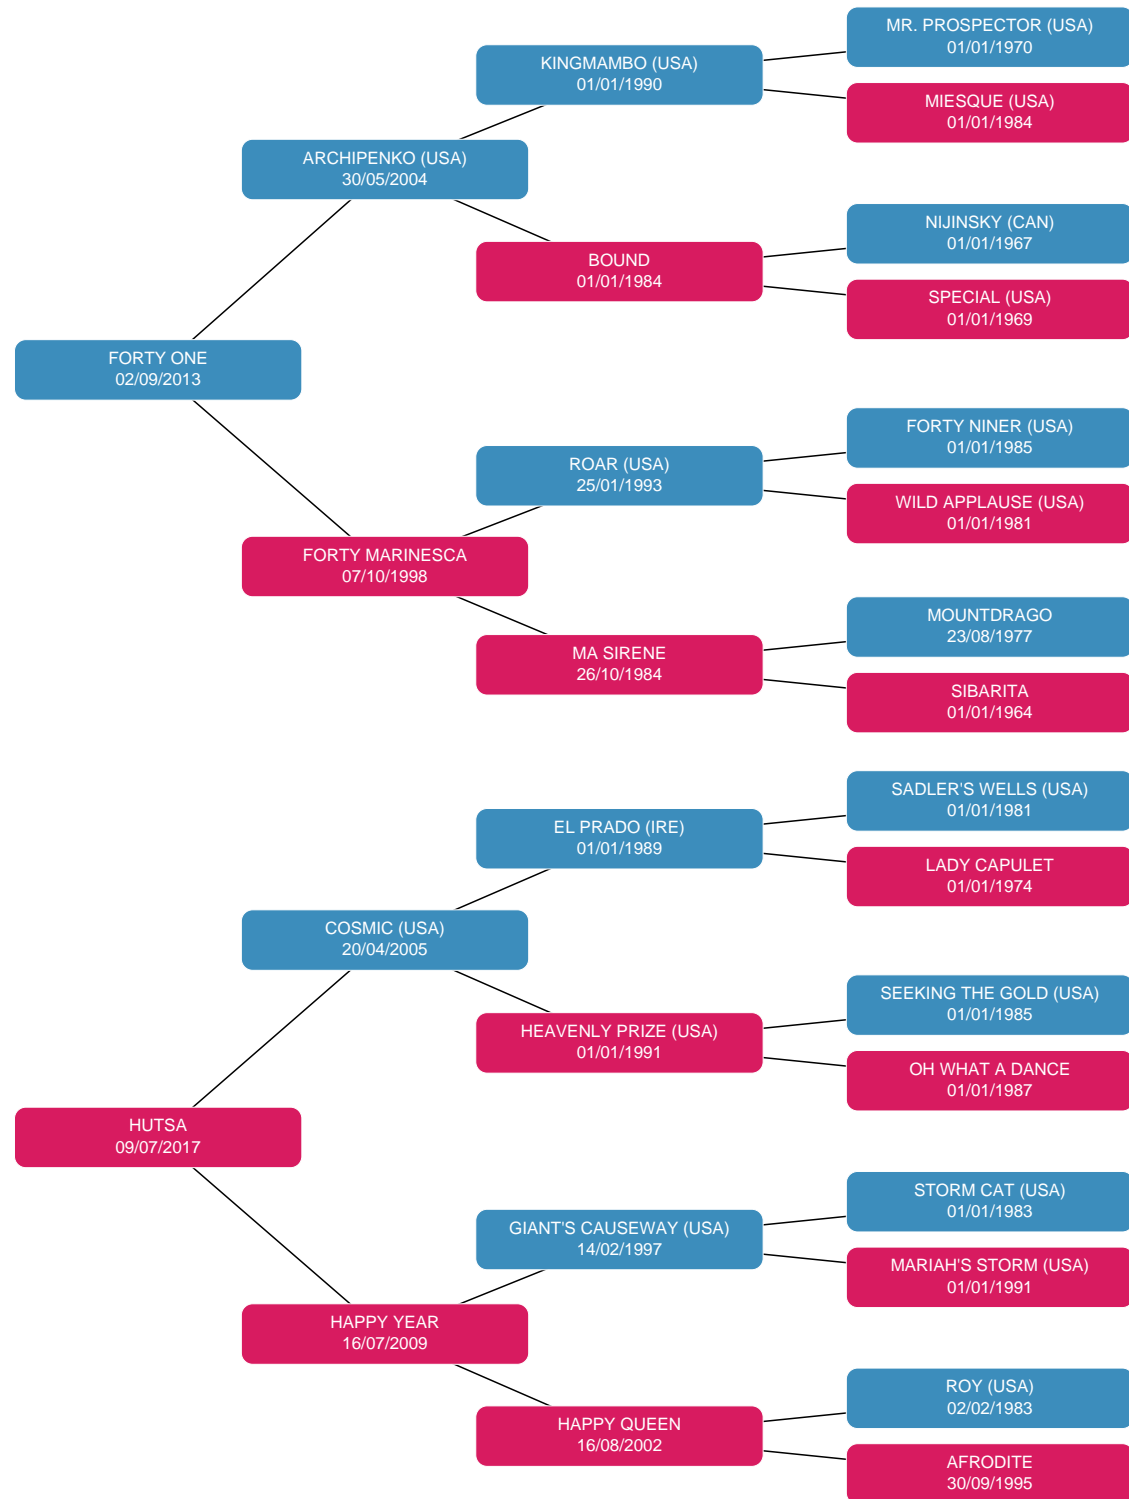 MR. PROSPECTOR (USA)
01/01/1970
KINGMAMBO (USA)
01/01/1990
MIESQUE (USA)
01/01/1984
ARCHIPENKO (USA)
30/05/2004
NIJINSKY (CAN)
01/01/1967
BOUND
01/01/1984
SPECIAL (USA)
01/01/1969
FORTY ONE
02/09/2013
FORTY NINER (USA)
01/01/1985
ROAR (USA)
25/01/1993
WILD APPLAUSE (USA)
01/01/1981
FORTY MARINESCA
07/10/1998
MOUNTDRAGO
23/08/1977
MA SIRENE
26/10/1984
SIBARITA
01/01/1964
SADLER'S WELLS (USA)
01/01/1981
EL PRADO (IRE)
01/01/1989
LADY CAPULET
01/01/1974
COSMIC (USA)
20/04/2005
SEEKING THE GOLD (USA)
01/01/1985
HEAVENLY PRIZE (USA)
01/01/1991
OH WHAT A DANCE
01/01/1987
HUTSA
09/07/2017
STORM CAT (USA)
01/01/1983
GIANT'S CAUSEWAY (USA)
14/02/1997
MARIAH'S STORM (USA)
01/01/1991
HAPPY YEAR
16/07/2009
ROY (USA)
02/02/1983
HAPPY QUEEN
16/08/2002
AFRODITE
30/09/1995